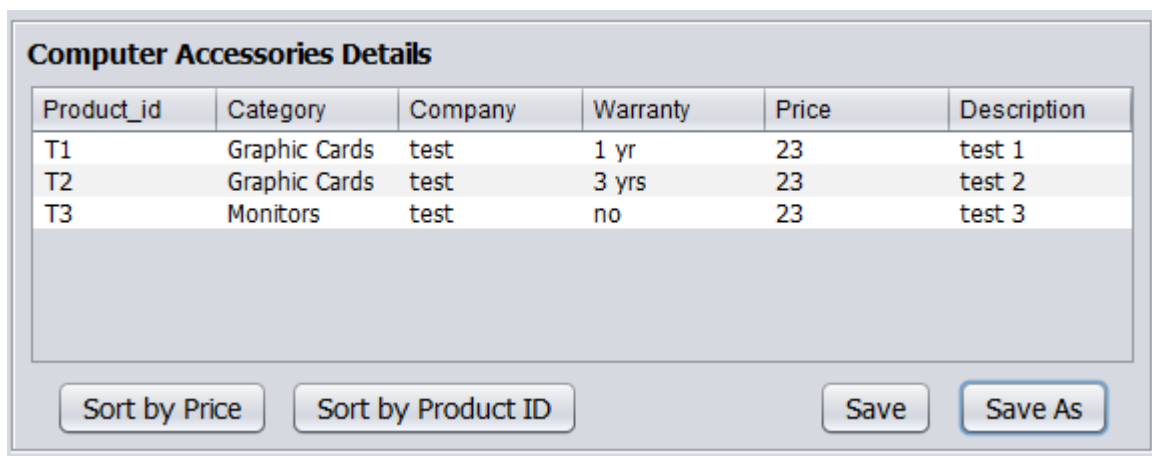 Computer Accessories Details
Product_id Category Company Warranty Price Description
T1 Graphic Cards test 1 yr 23 test 1
T2 Graphic Cards test 3 yrs 23 test 2
T3 Monitors test no 23 test 3
Sort by Price Sort by Product ID Save Save As